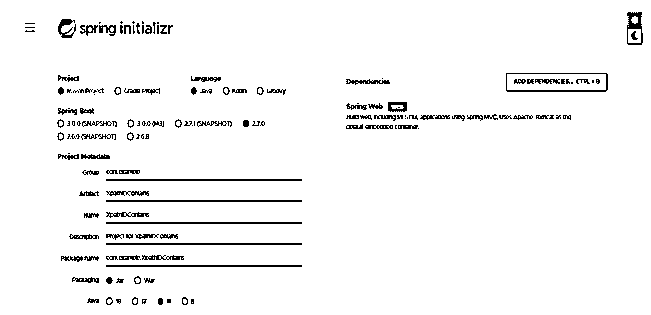 spring initializr
Project
Maven Project Gradle Project
Language
Java Kotlin Groovy
Spring Boot
3.0.0 (SNAPSHOT) 3.0.0 (M3) 2.7.1 (SNAPSHOT) 2.7.0
2.6.9 (SNAPSHOT) 2.6.8
Project Metadata
Group com.example
Artifact XpathIDContains
Name XpathIDContains
Description Project for XpathIDContains
Package name com.example.XpathIDContains
Packaging Jar War
Java 18 17 11 8
Dependencies
ADD DEPENDENCIES... CTRL + B
Spring Web
Build web, including RESTful, applications using Spring MVC. Uses Apache Tomcat as the
default embedded container.